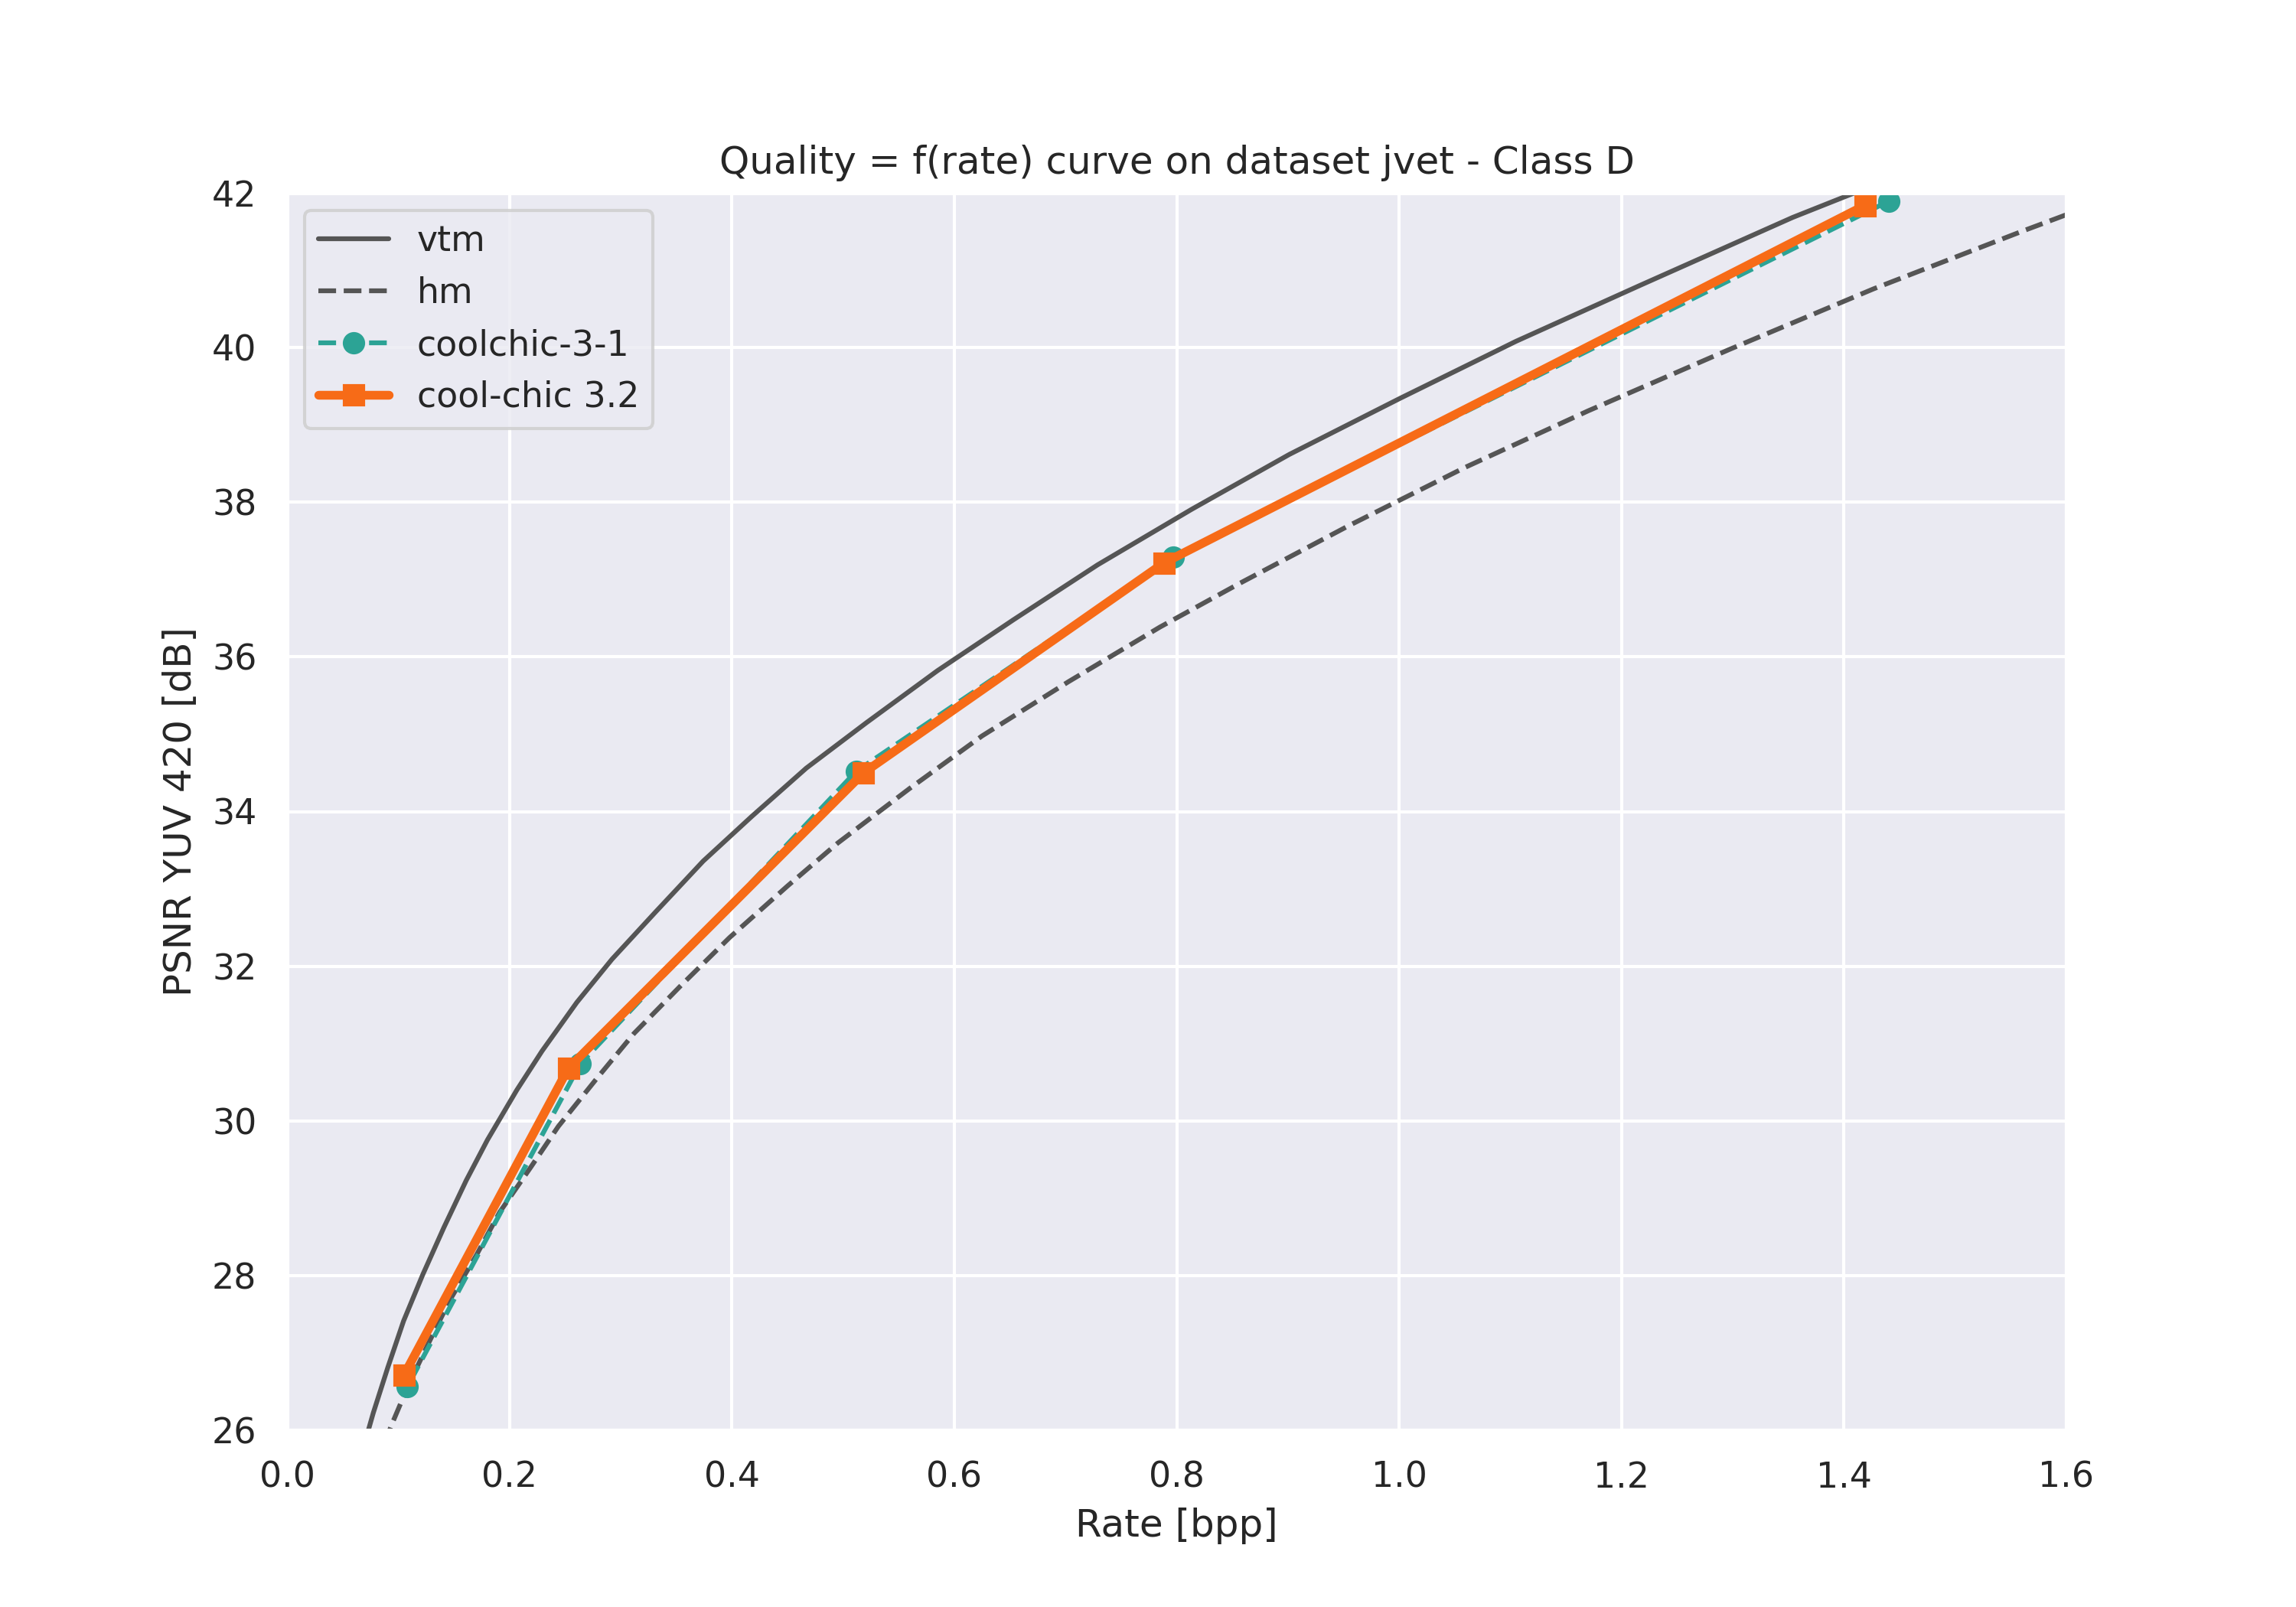 Quality = f(rate) curve on dataset jvet - Class D
vtm
hm
coolchic-3-1
cool-chic 3.2
PSNR YUV 420 [dB]
42
40
38
36
34
32
30
28
26
0.0 0.2 0.4 0.6 0.8 1.0 1.2 1.4 1.6
Rate [bpp]